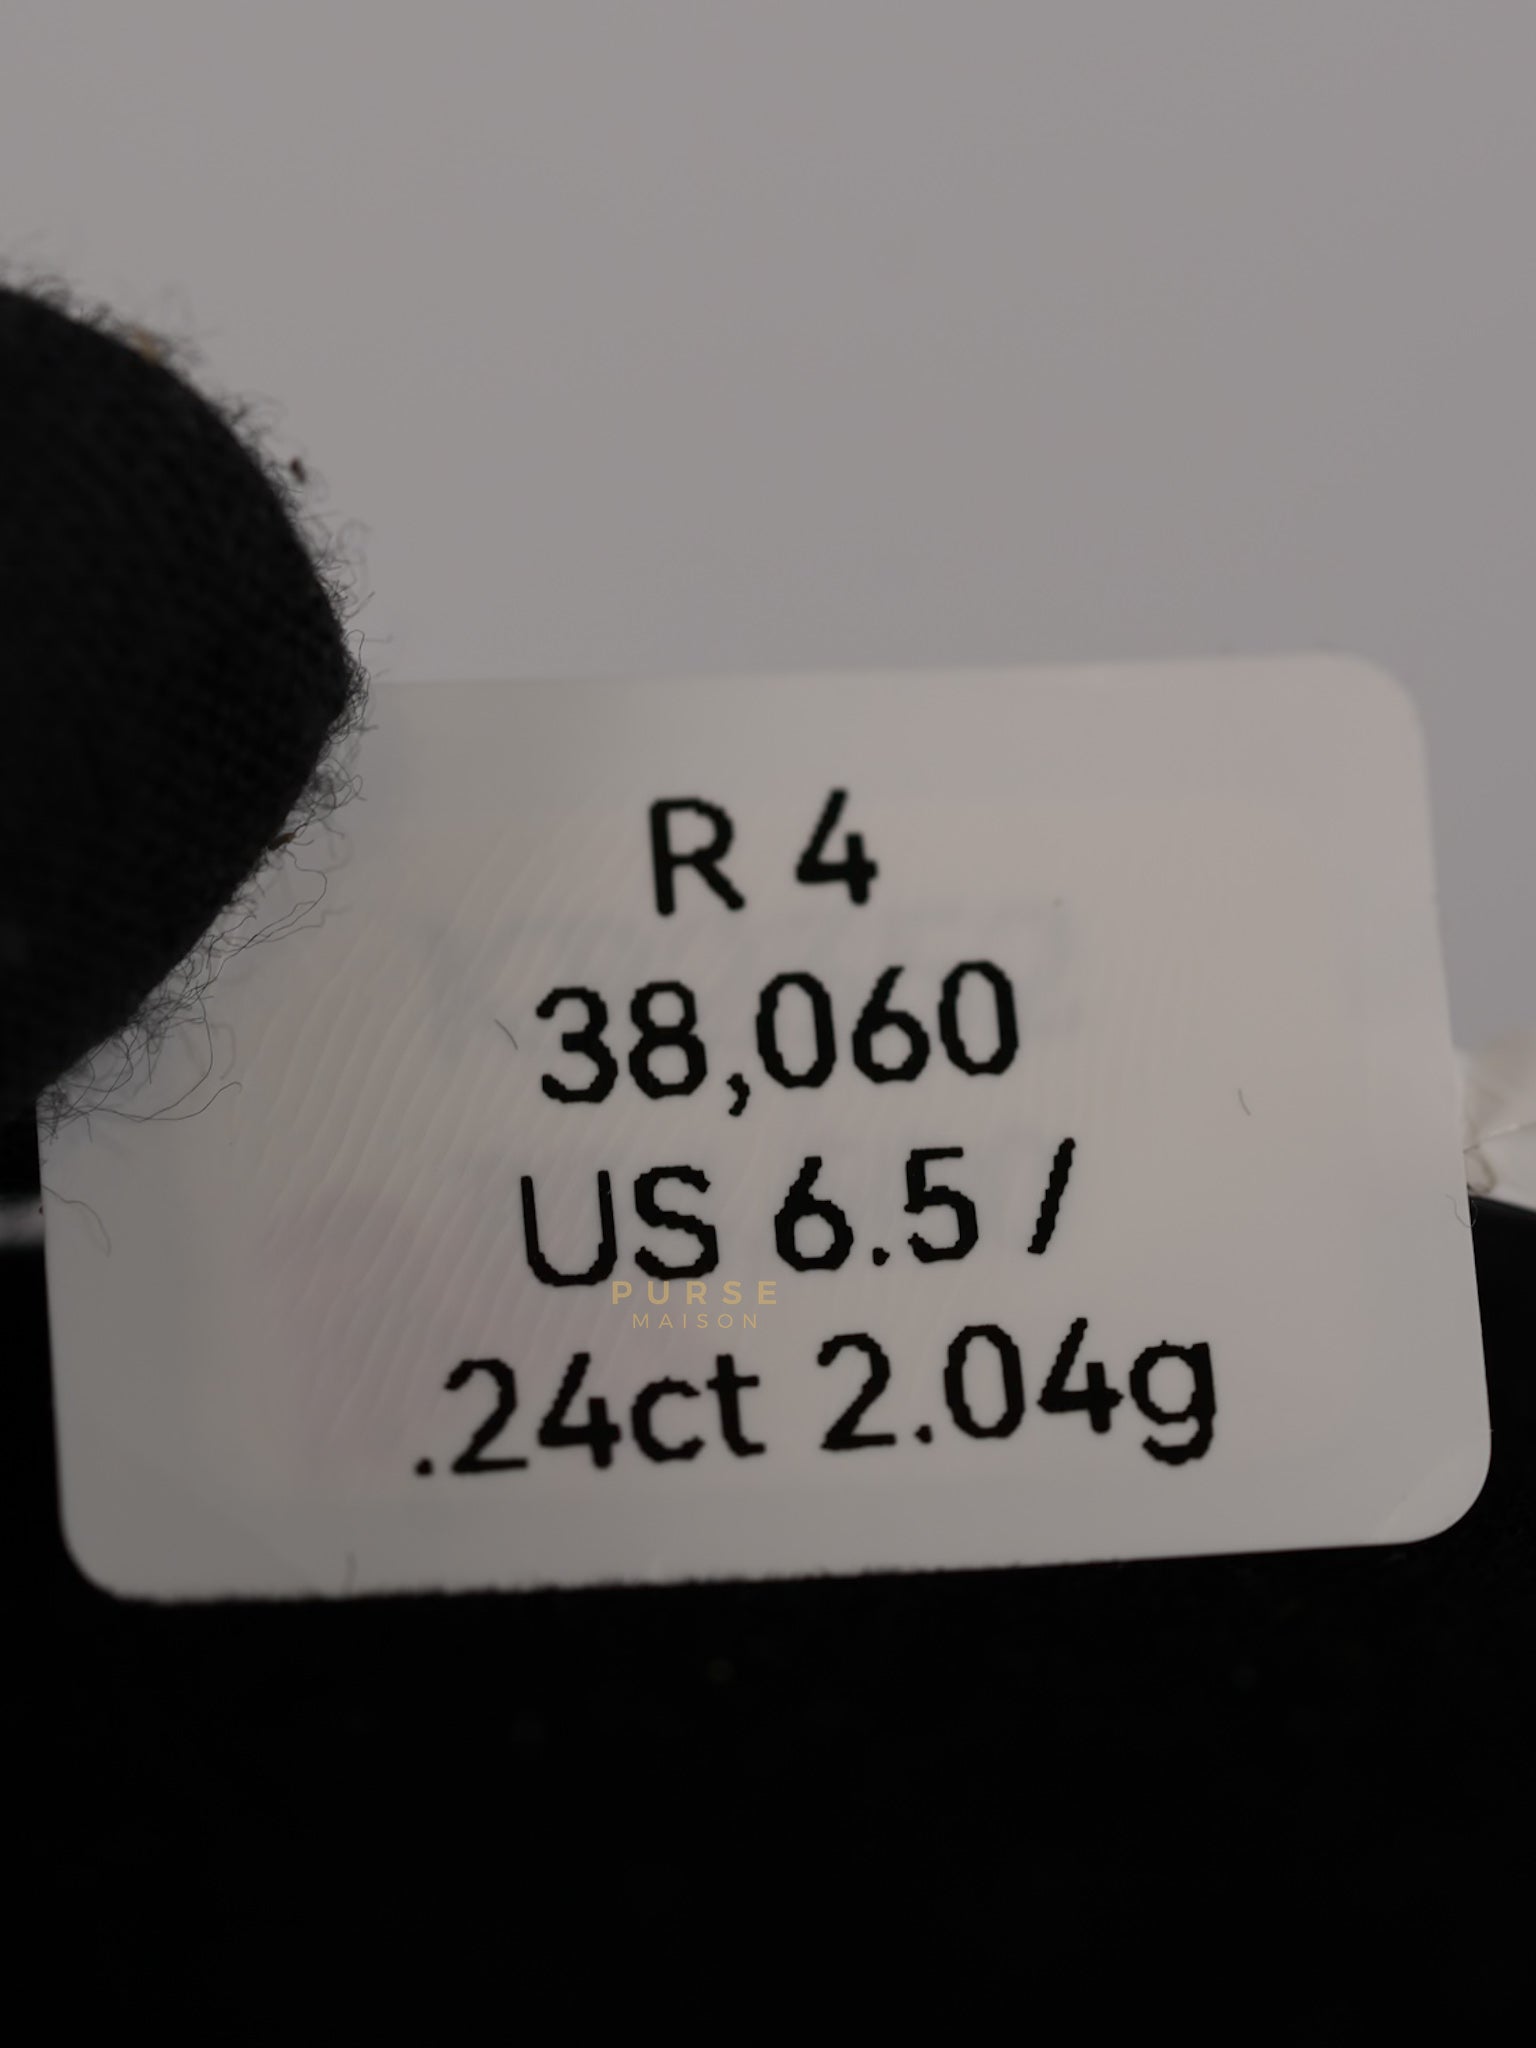 R 4
38,060
US 6.5 /
PURSE
MAISON
.24ct 2.04g